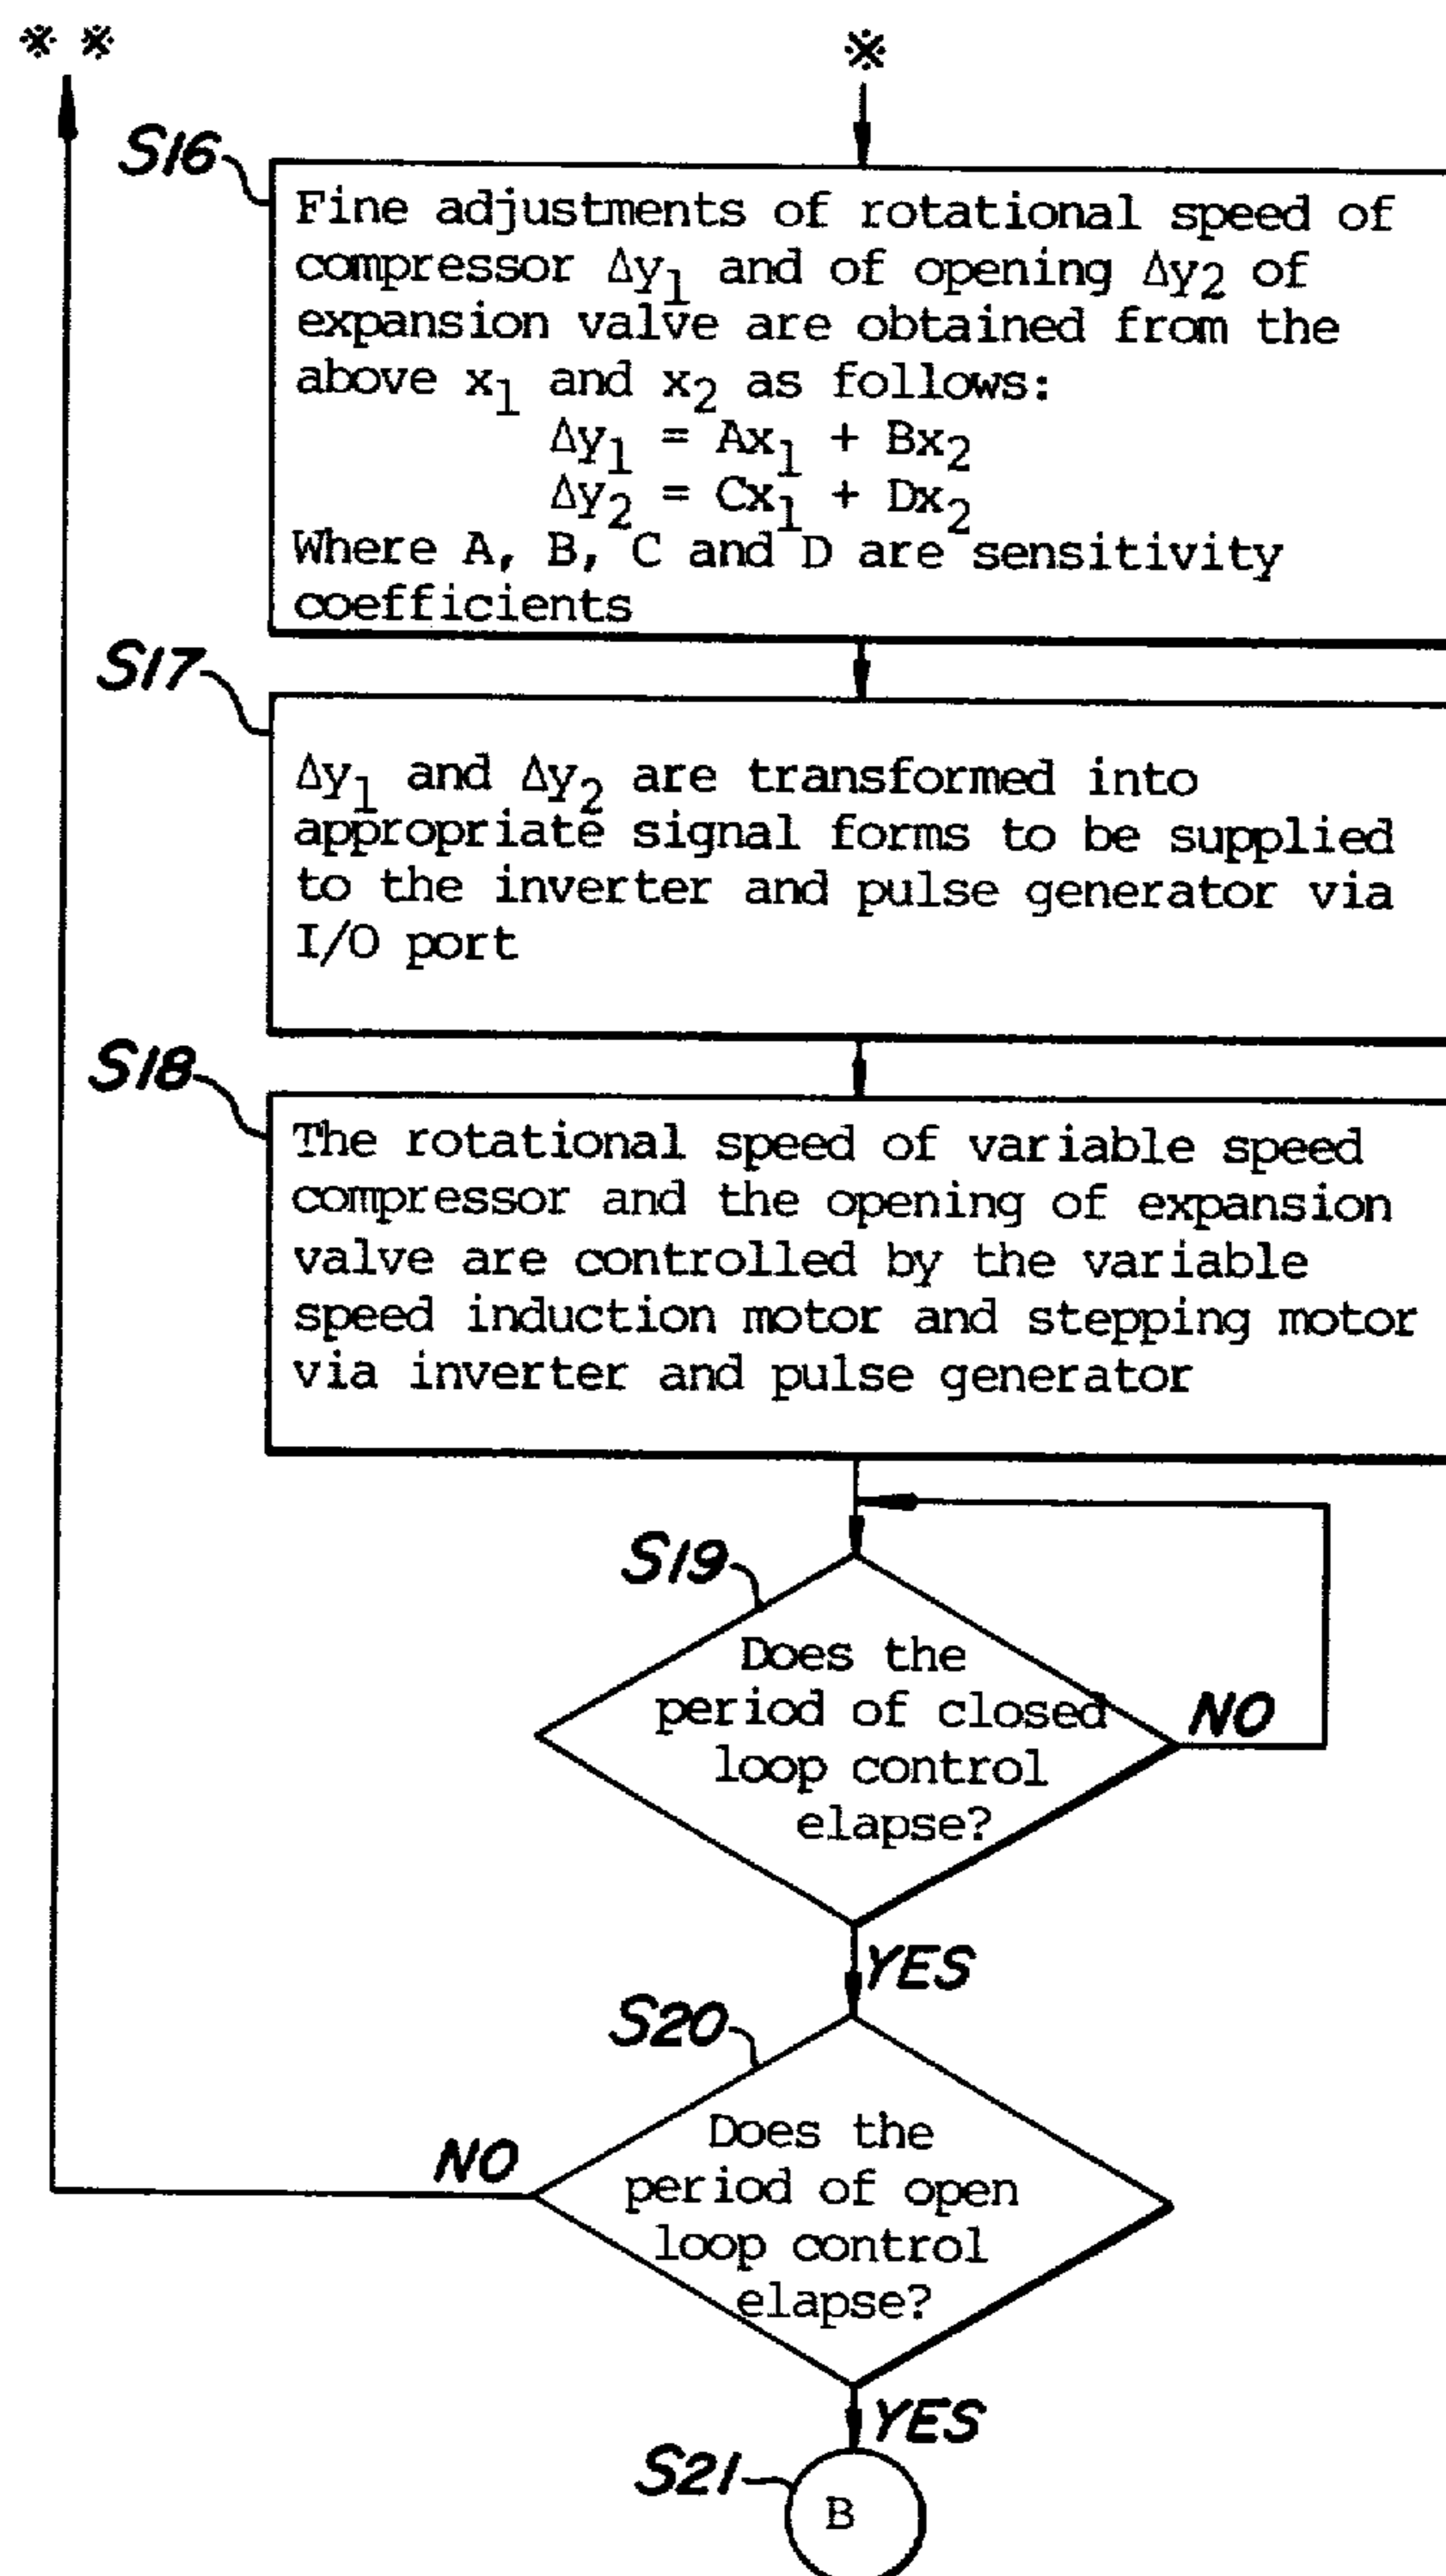 ※ ※
※
S16
Fine adjustments of rotational speed of
compressor Δy₁ and of opening Δy₂ of
expansion valve are obtained from the
above x₁ and x₂ as follows:
Δy₁ = Ax₁ + Bx₂
Δy₂ = Cx₁ + Dx₂
Where A, B, C and D are sensitivity
coefficients
S17
Δy₁ and Δy₂ are transformed into
appropriate signal forms to be supplied
to the inverter and pulse generator via
I/O port
S18
The rotational speed of variable speed
compressor and the opening of expansion
valve are controlled by the variable
speed induction motor and stepping motor
via inverter and pulse generator
S19
Does the
period of closed
loop control
elapse?
NO
YES
S20
Does the
period of open
loop control
elapse?
NO
YES
S21
B